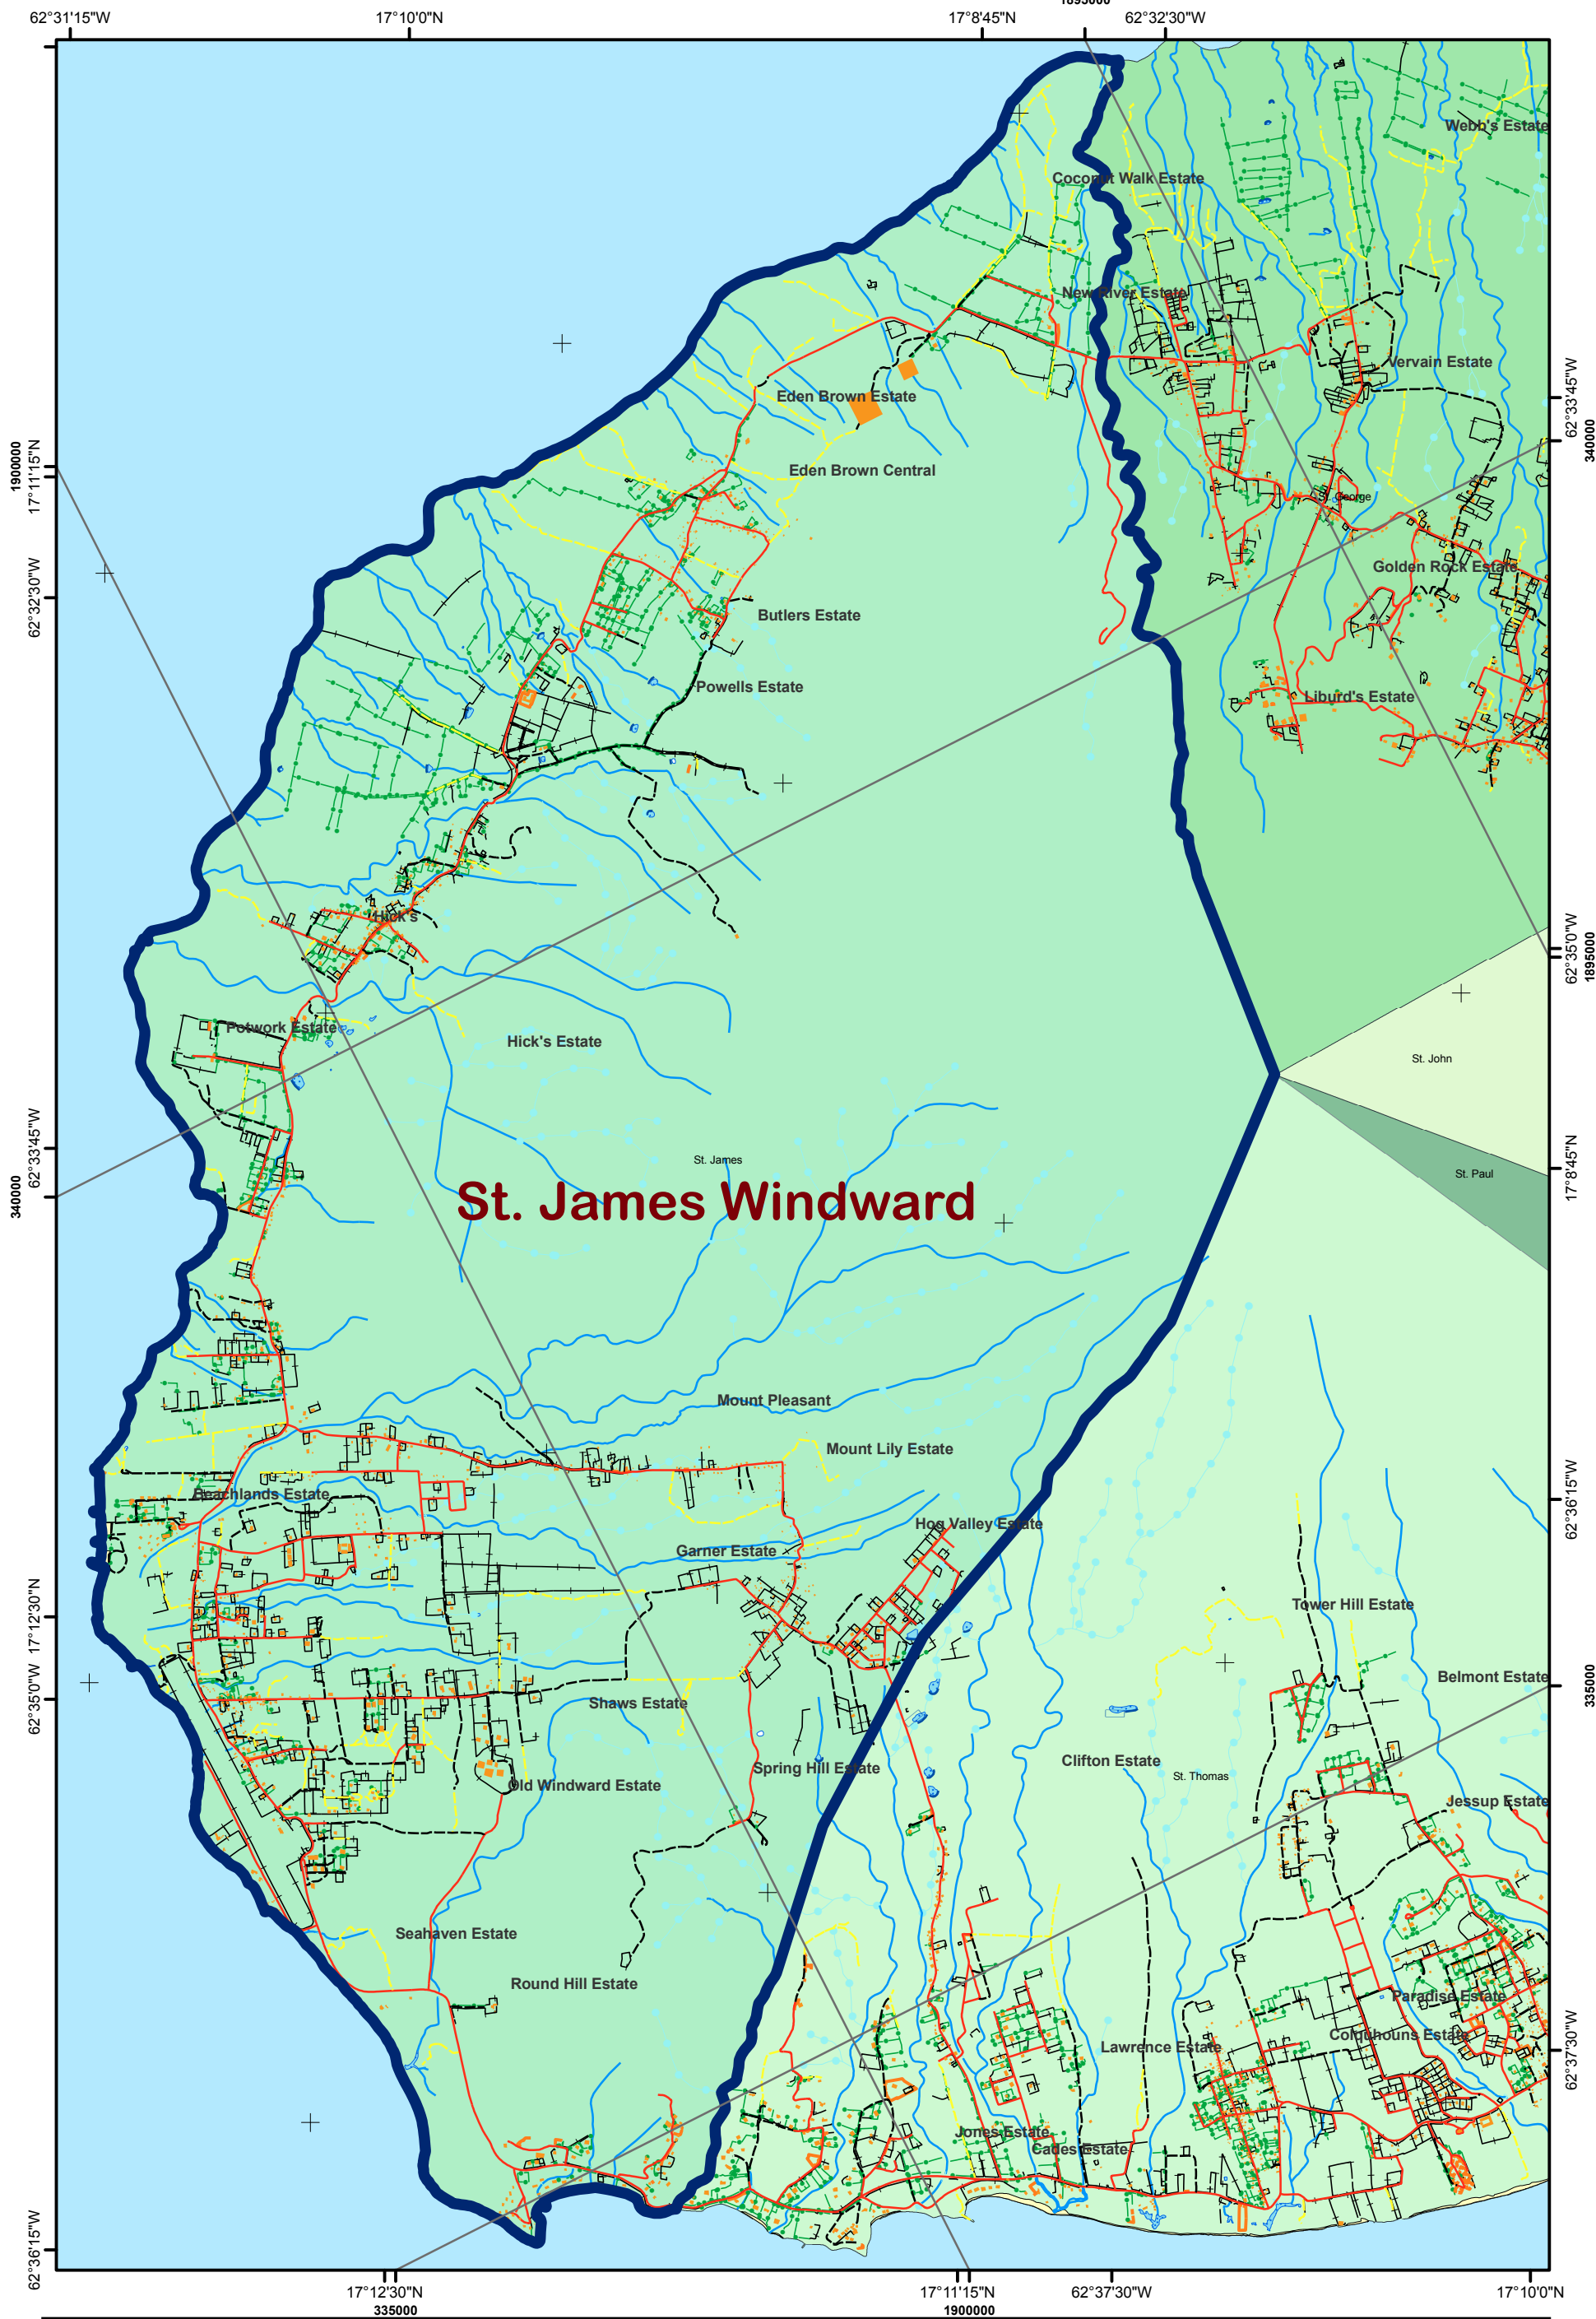 1895000
62°31'15"W
17°10'0"N
17°8'45"N
62°32'30"W
Webb's Estate
Coconut Walk Estate
New River Estate
Vervain Estate
62°33'45"W
340000
Eden Brown Estate
Eden Brown Central
1900000
17°11'15"N
St. George
Golden Rock Estate
62°32'30"W
Butlers Estate
Powells Estate
Liburd's Estate
Hick's
62°35'0"W
1895000
Potwork Estate
Hick's Estate
St. John
62°33'45"W
340000
St. James
St. Paul
17°8'45"N
St. James Windward
Mount Pleasant
Mount Lily Estate
Beachlands Estate
62°36'15"W
Hog Valley Estate
Garner Estate
17°12'30"N
Tower Hill Estate
62°35'0"W
Belmont Estate
335000
Shaws Estate
Spring Hill Estate
Clifton Estate
St. Thomas
Old Windward Estate
Jessup Estate
Seahaven Estate
Round Hill Estate
Paradise Estate
Colquhouns Estate
Lawrence Estate
62°37'30"W
Jones Estate
Cades Estate
62°36'15"W
17°12'30"N
335000
17°11'15"N
1900000
62°37'30"W
17°10'0"N